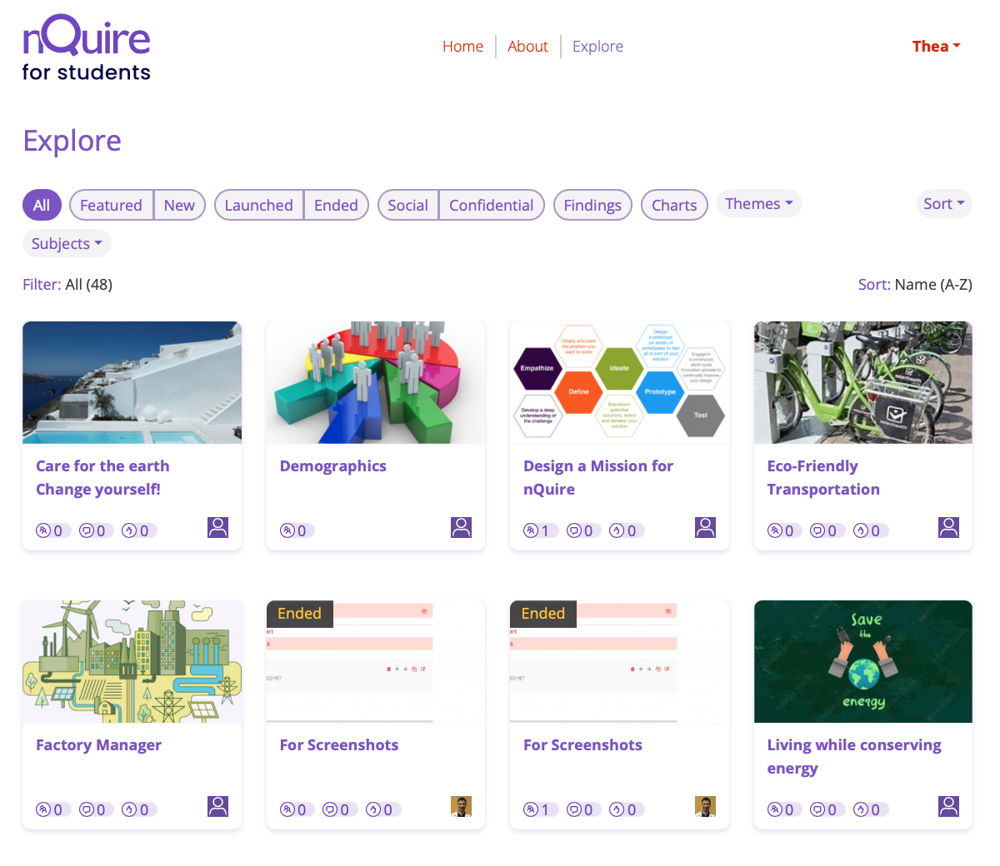 nQuire
for students
Home
About
Explore
Thea
Explore
All
Featured
New
Launched
Ended
Social
Confidential
Findings
Charts
Themes
Sort
Subjects
Filter: All (48)
Sort: Name (A-Z)
Clearly articulate
the problem you
want to solve
Design
a prototype
(or series of
prototypes) to test
all or part of your
solution
Empathize
Ideate
Engage in
a continuous
short-cycle
innovation process to
continually improve
your design
Define
Prototype
Develop a deep
understanding of
the challenge
Brainstorm
potential
solutions; select
and develop your
solution
Test
Care for the earth
Change yourself!
0
0
0
Demographics
0
Design a Mission for
nQuire
1
0
0
Eco-Friendly
Transportation
0
0
0
Ended
art
k
ED YET
Ended
art
k
ED YET
Save
the
energy
Factory Manager
0
0
0
For Screenshots
0
0
0
For Screenshots
1
0
0
Living while conserving
energy
0
0
0